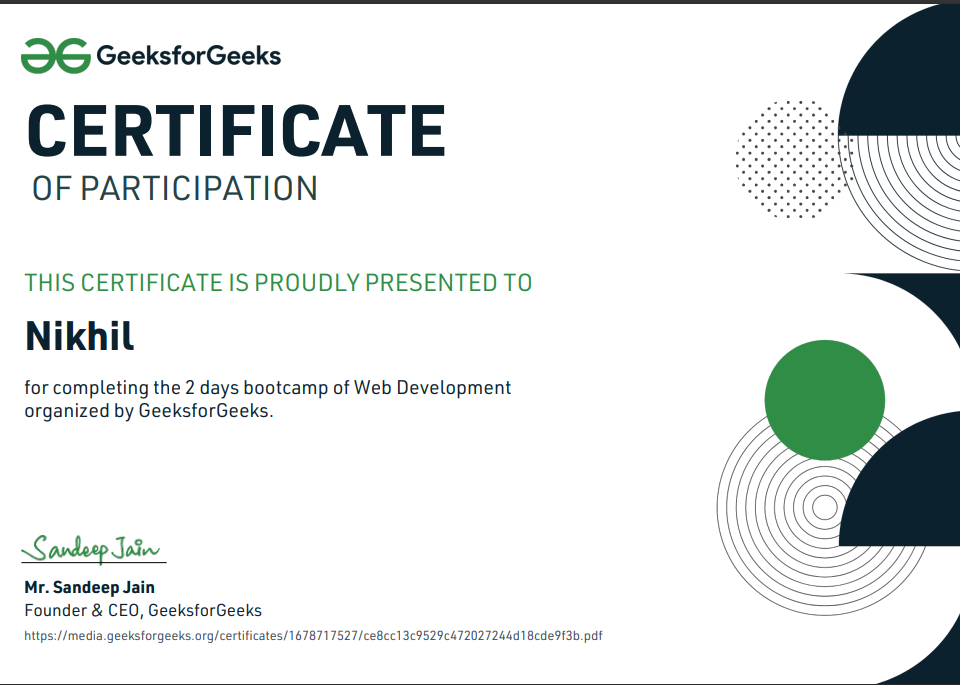 GeeksforGeeks
CERTIFICATE
OF PARTICIPATION
THIS CERTIFICATE IS PROUDLY PRESENTED TO
Nikhil
for completing the 2 days bootcamp of Web Development
organized by GeeksforGeeks.
Sandeep Jain
Mr. Sandeep Jain
Founder & CEO, GeeksforGeeks
https://media.geeksforgeeks.org/certificates/1678717527/ce8cc13c9529c472027244d18cde9f3b.pdf